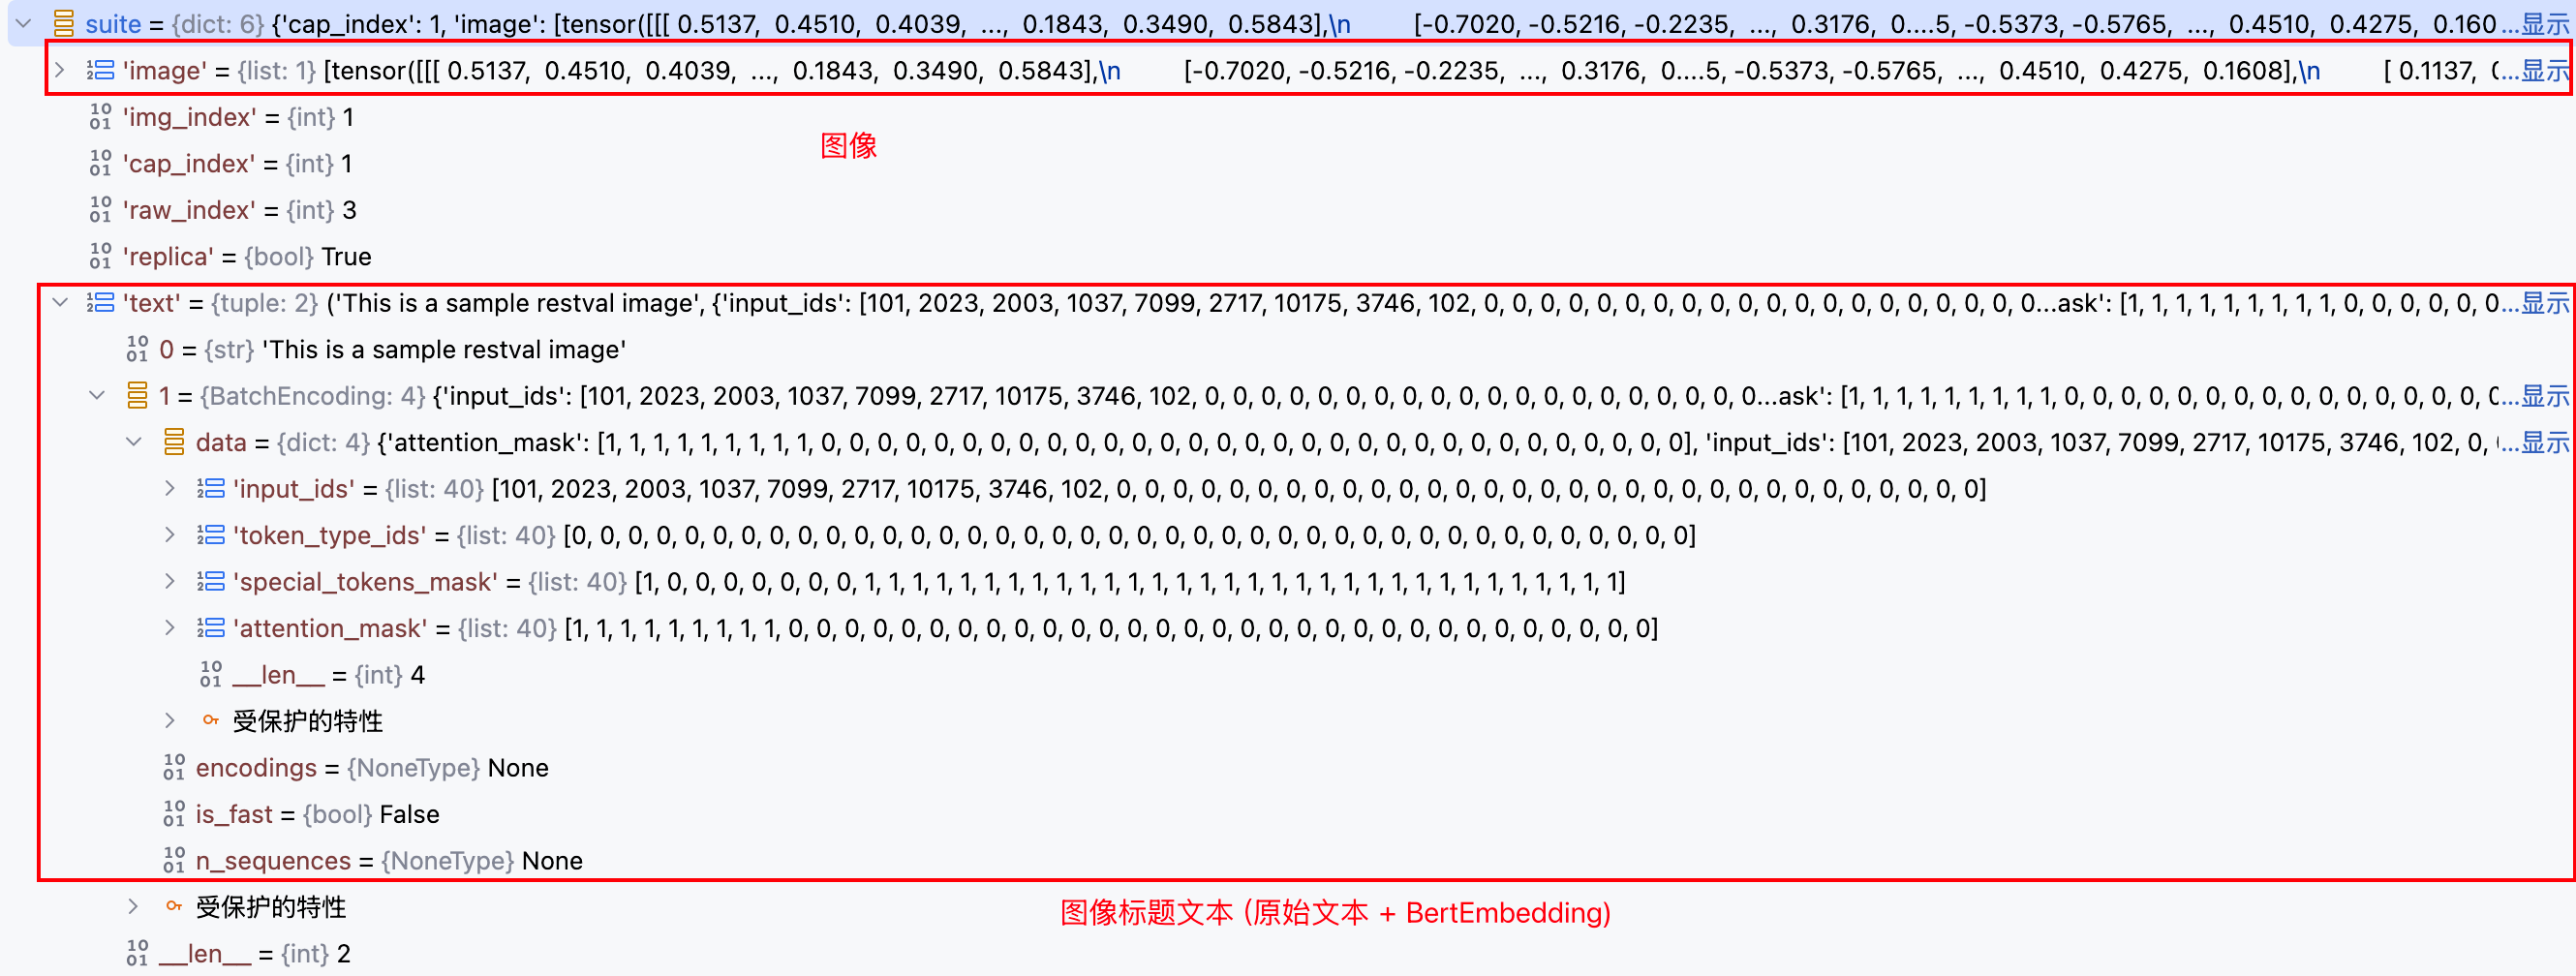 suite = {dict: 6} {'cap_index': 1, 'image': [tensor([[[ 0.5137, 0.4510, 0.4039, ..., 0.1843, 0.3490, 0.5843],\n [-0.7020, -0.5216, -0.2235, ..., 0.3176, 0....5, -0.5373, -0.5765, ..., 0.4510, 0.4275, 0.160 ...显示
'image' = {list: 1} [tensor([[[ 0.5137, 0.4510, 0.4039, ..., 0.1843, 0.3490, 0.5843],\n [-0.7020, -0.5216, -0.2235, ..., 0.3176, 0....5, -0.5373, -0.5765, ..., 0.4510, 0.4275, 0.1608],\n [ 0.1137, ...显示
'img_index' = {int} 1
图像
'cap_index' = {int} 1
'raw_index' = {int} 3
'replica' = {bool} True
'text' = {tuple: 2} ('This is a sample restval image', {'input_ids': [101, 2023, 2003, 1037, 7099, 2717, 10175, 3746, 102, 0, 0, 0, 0, 0, 0, 0, 0, 0, 0, 0, 0, 0, 0, 0, 0, 0, 0, 0, 0...ask': [1, 1, 1, 1, 1, 1, 1, 1, 1, 0, 0, 0, 0, 0, 0...显示
0 = {str} 'This is a sample restval image'
1 = {BatchEncoding: 4} {'input_ids': [101, 2023, 2003, 1037, 7099, 2717, 10175, 3746, 102, 0, 0, 0, 0, 0, 0, 0, 0, 0, 0, 0, 0, 0, 0, 0, 0, 0, 0, 0, 0...ask': [1, 1, 1, 1, 1, 1, 1, 1, 1, 0, 0, 0, 0, 0, 0, 0, 0, 0, 0, 0, 0, 0, 0, 0, 0...显示
data = {dict: 4} {'attention_mask': [1, 1, 1, 1, 1, 1, 1, 1, 1, 0, 0, 0, 0, 0, 0, 0, 0, 0, 0, 0, 0, 0, 0, 0, 0, 0, 0, 0, 0, 0, 0, 0, 0, 0, 0, 0, 0, 0, 0, 0], 'input_ids': [101, 2023, 2003, 1037, 7099, 2717, 10175, 3746, 102, 0, ...显示
'input_ids' = {list: 40} [101, 2023, 2003, 1037, 7099, 2717, 10175, 3746, 102, 0, 0, 0, 0, 0, 0, 0, 0, 0, 0, 0, 0, 0, 0, 0, 0, 0, 0, 0, 0, 0, 0, 0, 0, 0, 0, 0, 0, 0, 0, 0]
'token_type_ids' = {list: 40} [0, 0, 0, 0, 0, 0, 0, 0, 0, 0, 0, 0, 0, 0, 0, 0, 0, 0, 0, 0, 0, 0, 0, 0, 0, 0, 0, 0, 0, 0, 0, 0, 0, 0, 0, 0, 0, 0, 0, 0]
'special_tokens_mask' = {list: 40} [1, 0, 0, 0, 0, 0, 0, 0, 1, 1, 1, 1, 1, 1, 1, 1, 1, 1, 1, 1, 1, 1, 1, 1, 1, 1, 1, 1, 1, 1, 1, 1, 1, 1, 1, 1, 1, 1, 1, 1]
'attention_mask' = {list: 40} [1, 1, 1, 1, 1, 1, 1, 1, 1, 0, 0, 0, 0, 0, 0, 0, 0, 0, 0, 0, 0, 0, 0, 0, 0, 0, 0, 0, 0, 0, 0, 0, 0, 0, 0, 0, 0, 0, 0, 0]
__len__ = {int} 4
受保护的特性
encodings = {NoneType} None
is_fast = {bool} False
n_sequences = {NoneType} None
受保护的特性
图像标题文本 (原始文本 + BertEmbedding)
__len__ = {int} 2